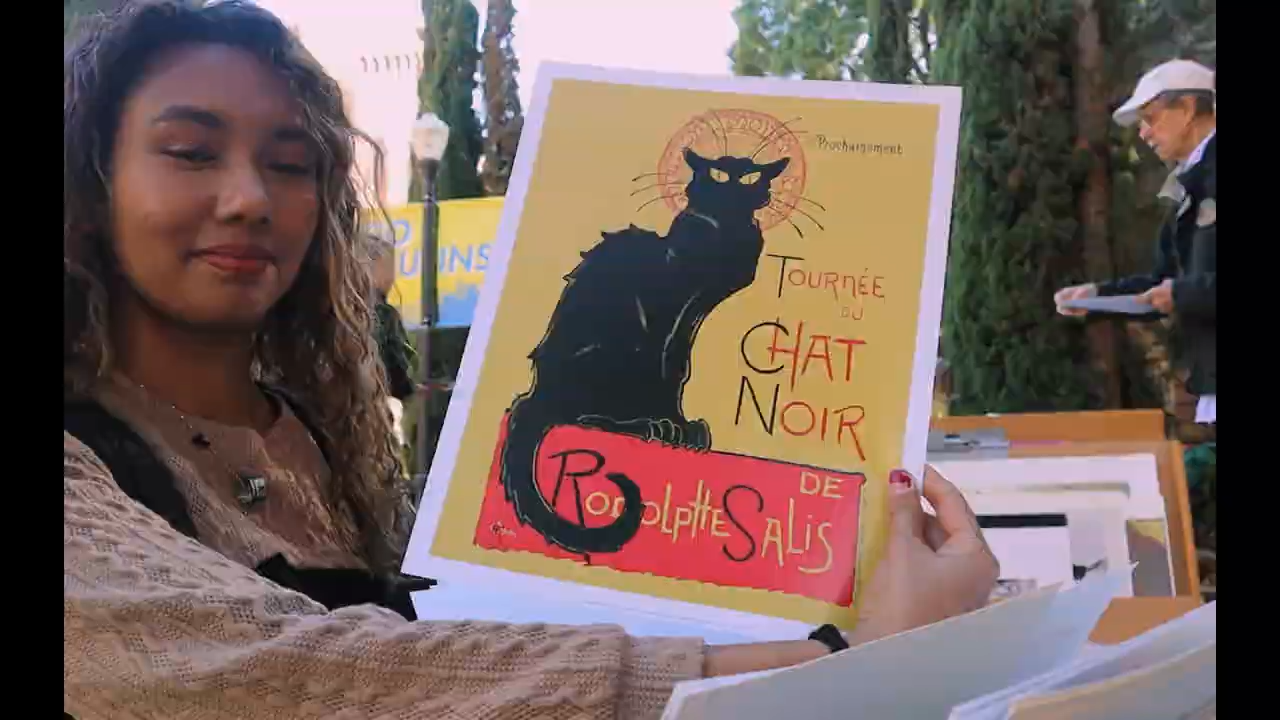 Prochainement
TOURNÉE
DU
CHAT
NOIR
DE
RODOLPHE SALIS